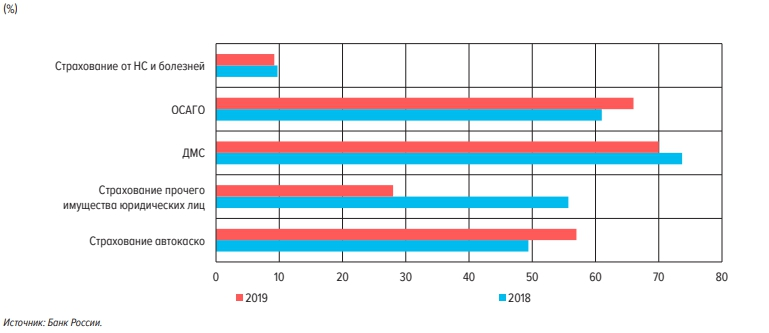 (%)
Страхование от НС и болезней
ОСАГО
ДМС
Страхование прочего
имущества юридических лиц
Страхование автокаско
0 10 20 30 40 50 60 70 80
2019 2018
Источник: Банк России.